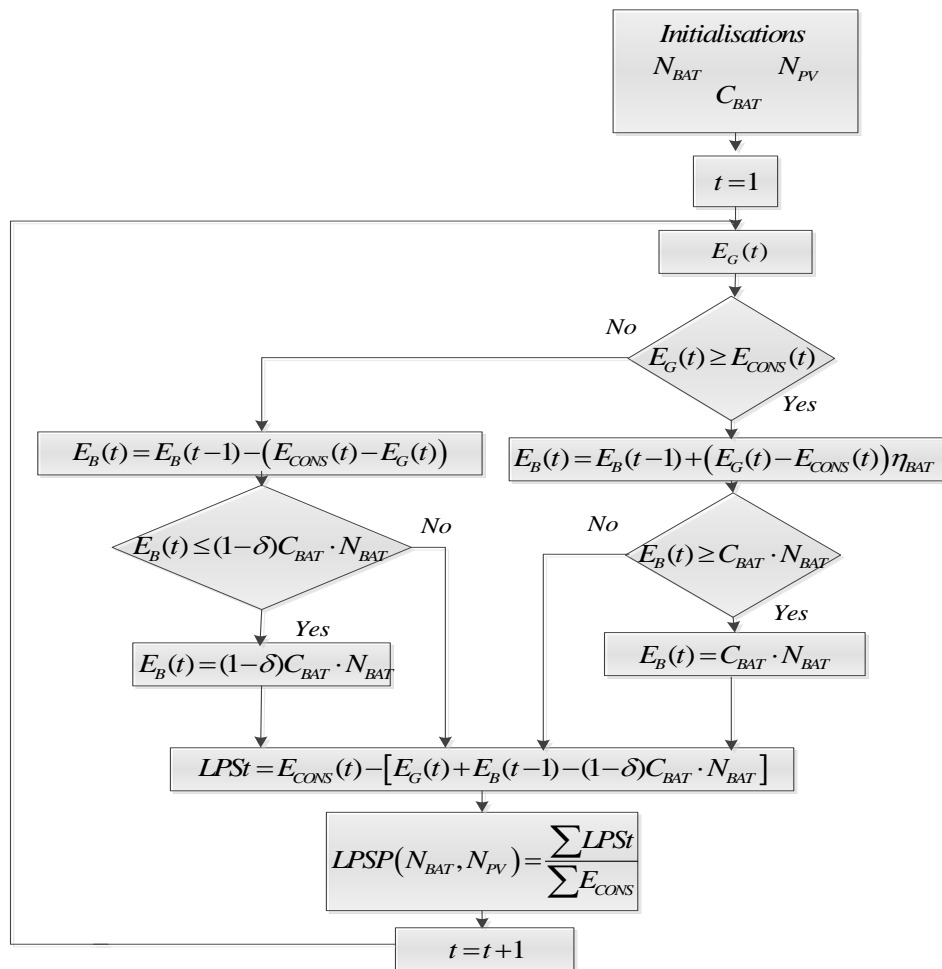 Initialisations
N_BAT N_PV
C_BAT
t=1
E_G(t)
No
E_G(t) ≥ E_CONS(t)
Yes
E_B(t) = E_B(t−1) − (E_CONS(t) − E_G(t))
E_B(t) = E_B(t−1) + (E_G(t) − E_CONS(t))η_BAT
No
E_B(t) ≤ (1−δ)C_BAT · N_BAT
Yes
No
E_B(t) ≥ C_BAT · N_BAT
Yes
E_B(t) = (1−δ)C_BAT · N_BAT
E_B(t) = C_BAT · N_BAT
LPSt = E_CONS(t) − [E_G(t) + E_B(t−1) − (1−δ)C_BAT · N_BAT]
LPSP(N_BAT, N_PV) = ∑LPSt / ∑E_CONS
t = t+1